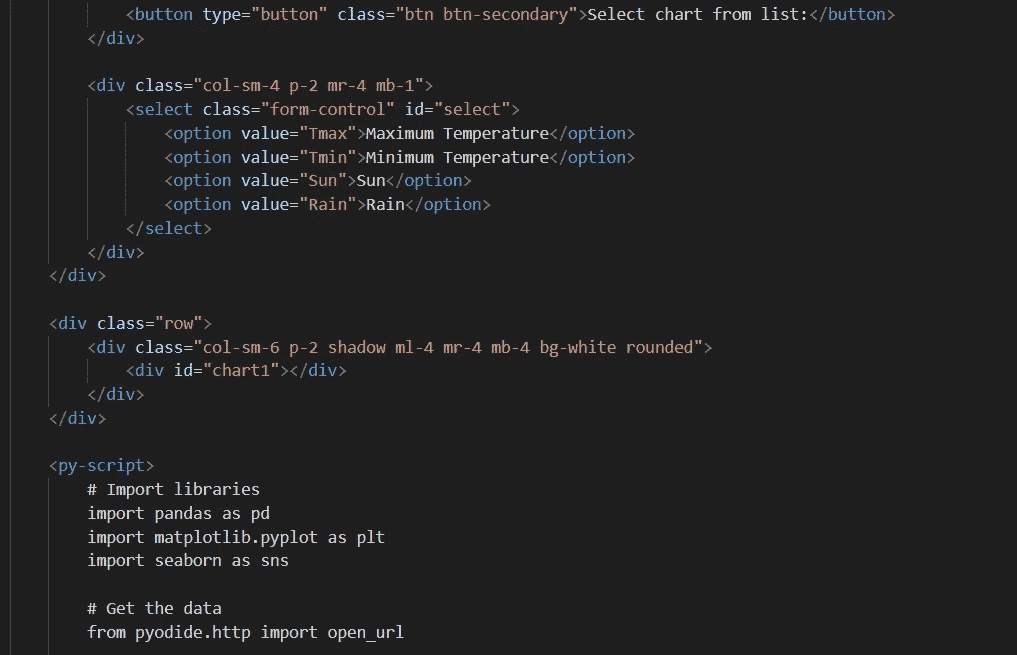 <button type="button" class="btn btn-secondary">Select chart from list:</button>
</div>
<div class="col-sm-4 p-2 mr-4 mb-1">
<select class="form-control" id="select">
<option value="Tmax">Maximum Temperature</option>
<option value="Tmin">Minimum Temperature</option>
<option value="Sun">Sun</option>
<option value="Rain">Rain</option>
</select>
</div>
</div>
<div class="row">
<div class="col-sm-6 p-2 shadow ml-4 mr-4 mb-4 bg-white rounded">
<div id="chart1"></div>
</div>
</div>
<py-script>
# Import libraries
import pandas as pd
import matplotlib.pyplot as plt
import seaborn as sns
# Get the data
from pyodide.http import open_url